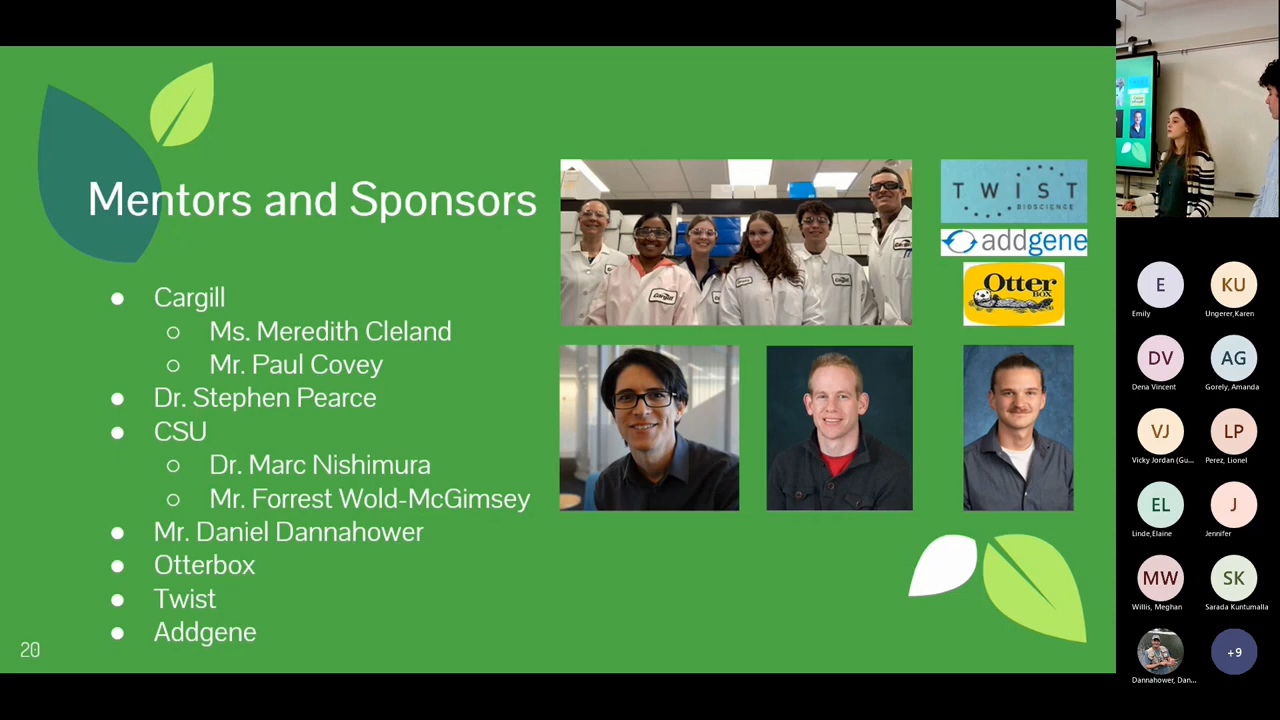 Mentors and Sponsors
● Cargill
○ Ms. Meredith Cleland
○ Mr. Paul Covey
● Dr. Stephen Pearce
● CSU
○ Dr. Marc Nishimura
○ Mr. Forrest Wold-McGimsey
● Mr. Daniel Dannahower
● Otterbox
● Twist
● Addgene
20
Cargill
TWIST
BIOSCIENCE
addgene
Otter
BOX
E
Emily
KU
Ungerer,Karen
DV
Dena Vincent
AG
Gorely, Amanda
VJ
Vicky Jordan (Gu...
LP
Perez, Lionel
EL
Linde,Elaine
J
Jennifer
MW
Willis, Meghan
SK
Sarada Kuntumalla
Dannahower, Dan...
+9